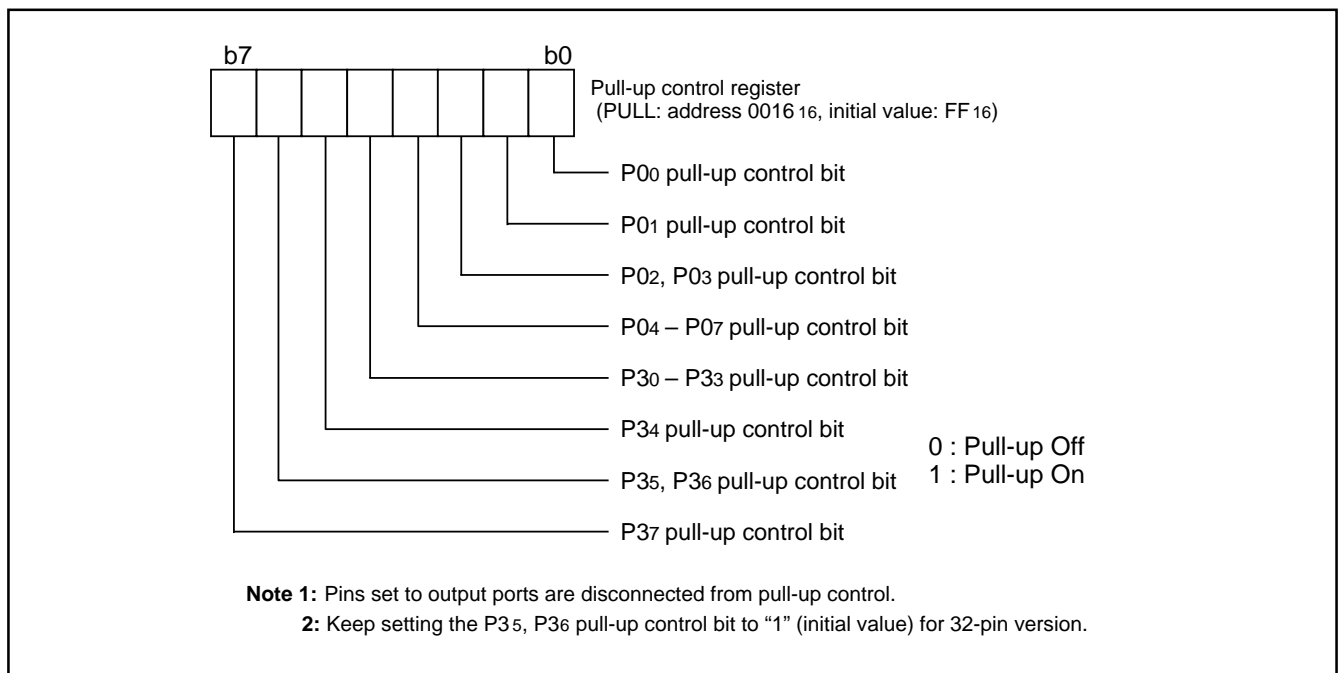 b7 b0
Pull-up control register
(PULL: address 0016 16, initial value: FF 16)
P00 pull-up control bit
P01 pull-up control bit
P02, P03 pull-up control bit
P04 – P07 pull-up control bit
P30 – P33 pull-up control bit
P34 pull-up control bit
P35, P36 pull-up control bit
P37 pull-up control bit
0 : Pull-up Off
1 : Pull-up On
Note 1: Pins set to output ports are disconnected from pull-up control.
2: Keep setting the P35, P36 pull-up control bit to “1” (initial value) for 32-pin version.